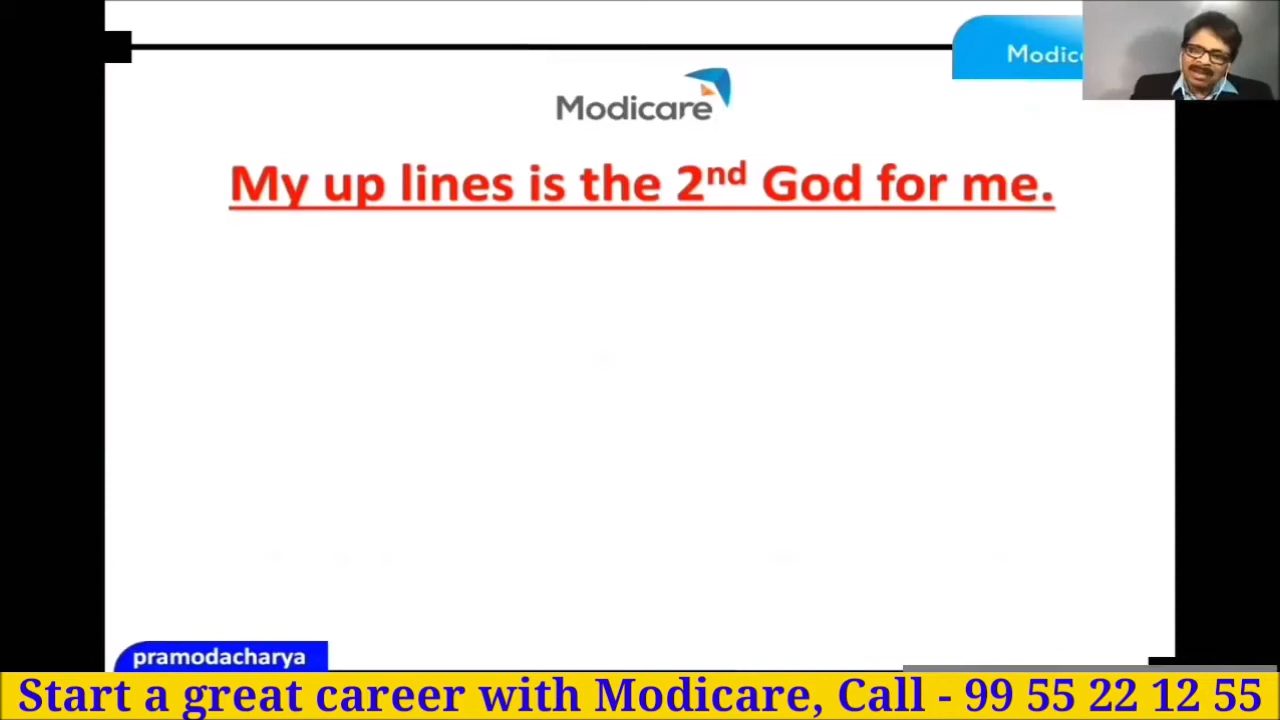 Modic
Modicare
My up lines is the 2nd God for me.
pramodacharya
Start a great career with Modicare, Call - 99 55 22 12 55